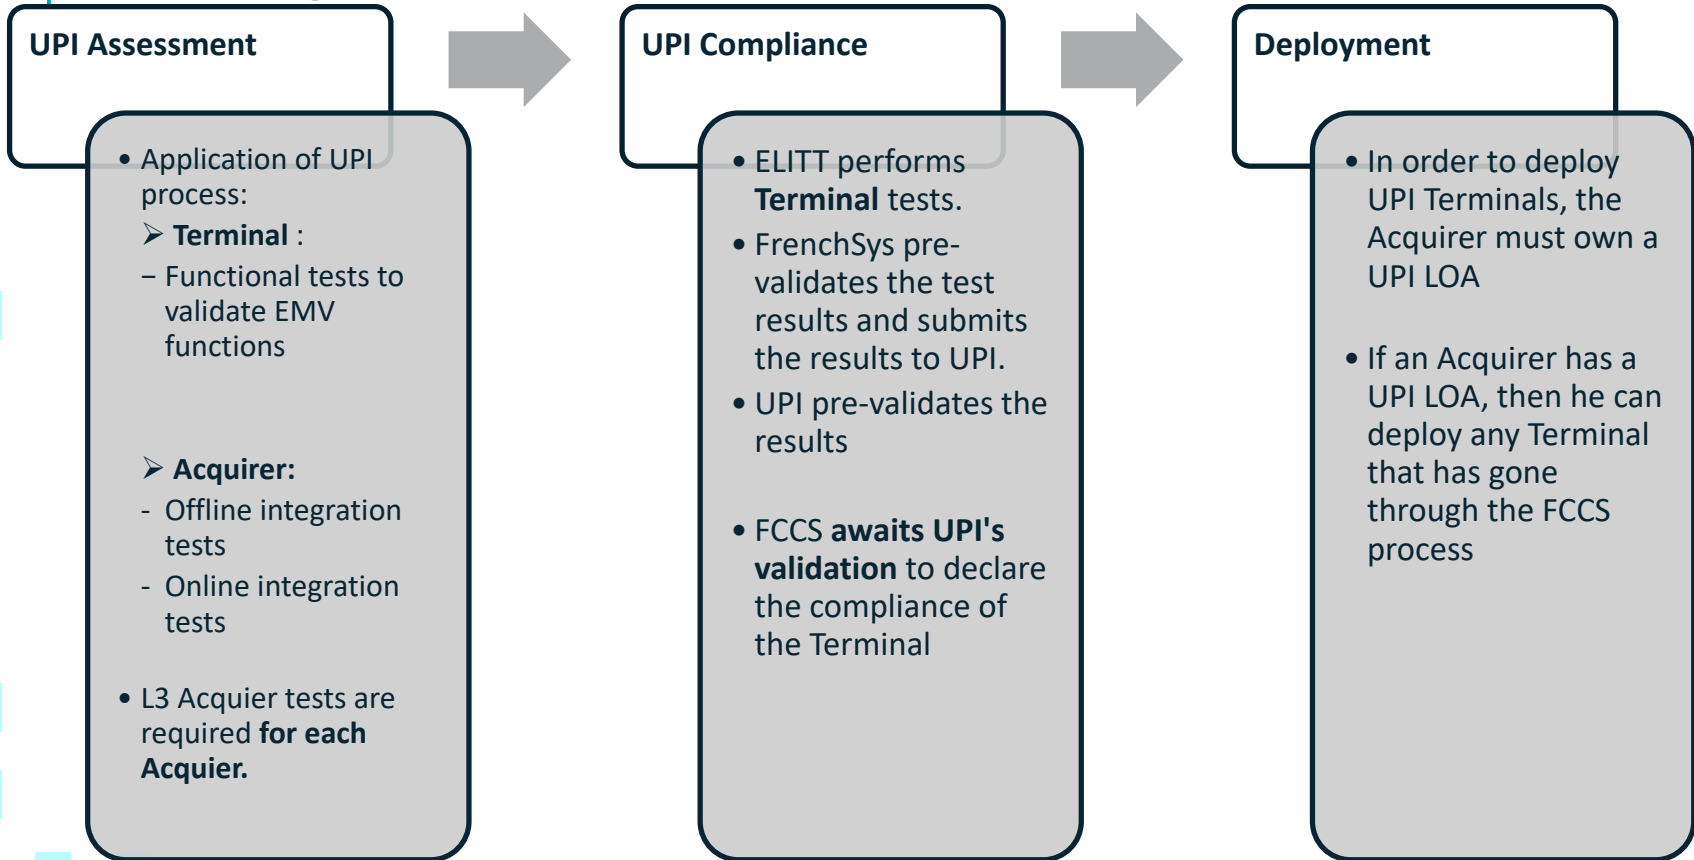 UPI Assessment
• Application of UPI
process:
➢ Terminal :
− Functional tests to
validate EMV
functions
➢ Acquirer:
- Offline integration
tests
- Online integration
tests
• L3 Acquier tests are
required for each
Acquier.
UPI Compliance
• ELITT performs
Terminal tests.
• FrenchSys pre-
validates the test
results and submits
the results to UPI.
• UPI pre-validates the
results
• FCCS awaits UPI's
validation to declare
the compliance of
the Terminal
Deployment
• In order to deploy
UPI Terminals, the
Acquirer must own a
UPI LOA
• If an Acquirer has a
UPI LOA, then he can
deploy any Terminal
that has gone
through the FCCS
process